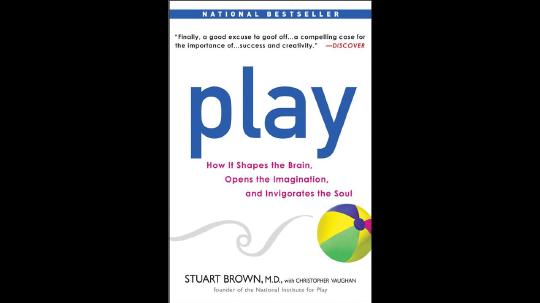 NATIONAL BESTSELLER
"Finally, a good excuse to goof off...a compelling case for
the importance of...success and creativity." —DISCOVER
play
How It Shapes the Brain,
Opens the Imagination,
and Invigorates the Soul
STUART BROWN, M.D., with CHRISTOPHER VAUGHAN
founder of the National Institute for Play